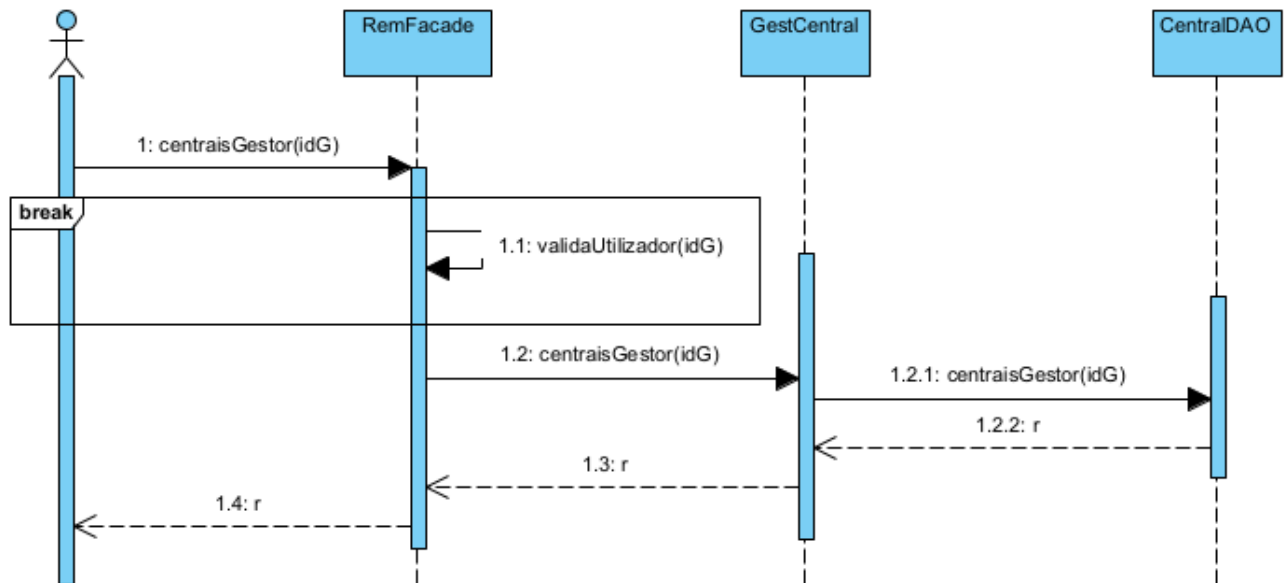 RemFacade
GestCentral
CentralDAO
1: centraisGestor(idG)
break
1.1: validaUtilizador(idG)
1.2: centraisGestor(idG)
1.2.1: centraisGestor(idG)
1.2.2: r
1.3: r
1.4: r